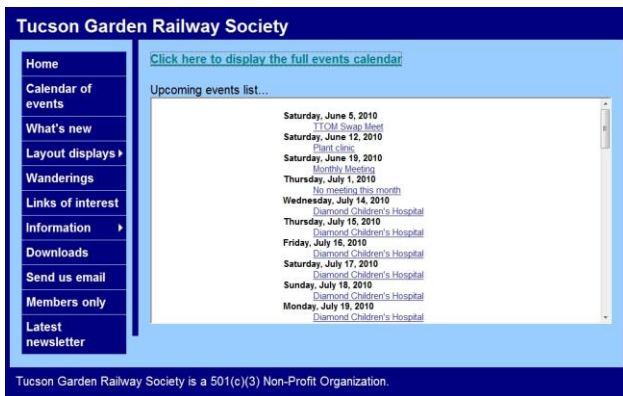 Tucson Garden Railway Society
Home
Calendar of
events
What's new
Layout displays
Wanderings
Links of interest
Information
Downloads
Send us email
Members only
Latest
newsletter
Click here to display the full events calendar
Upcoming events list...
Saturday, June 5, 2010
TTOM Swap Meet
Saturday, June 12, 2010
Plant clinic
Saturday, June 19, 2010
Monthly Meeting
Thursday, July 1, 2010
No meeting this month
Wednesday, July 14, 2010
Diamond Children's Hospital
Thursday, July 15, 2010
Diamond Children's Hospital
Friday, July 16, 2010
Diamond Children's Hospital
Saturday, July 17, 2010
Diamond Children's Hospital
Sunday, July 18, 2010
Diamond Children's Hospital
Monday, July 19, 2010
Diamond Children's Hospital
Tucson Garden Railway Society is a 501(c)(3) Non-Profit Organization.